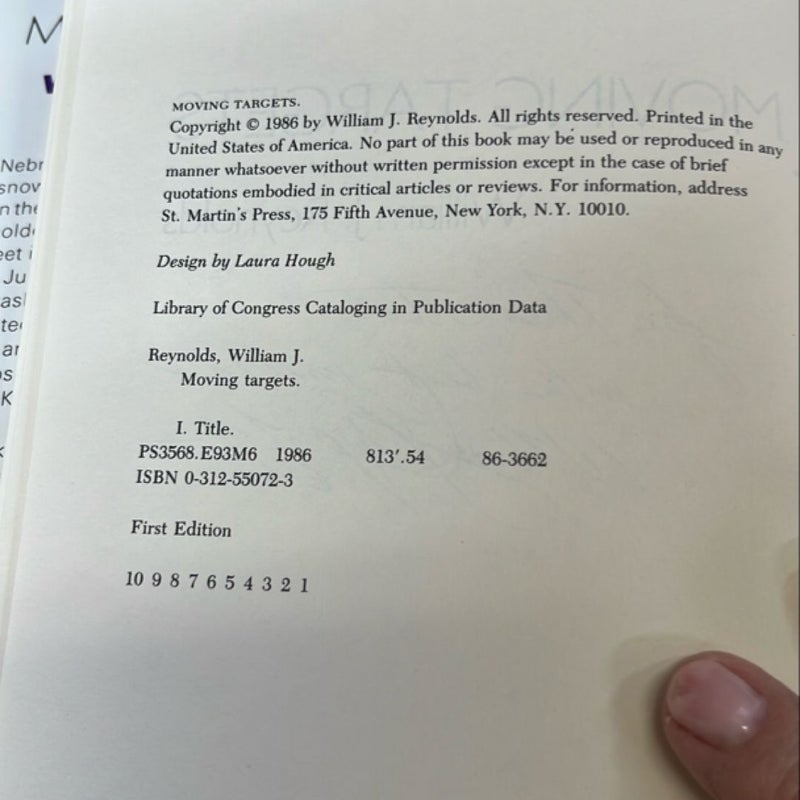 MOVING TARGETS.
Copyright © 1986 by William J. Reynolds. All rights reserved. Printed in the
United States of America. No part of this book may be used or reproduced in any
manner whatsoever without written permission except in the case of brief
quotations embodied in critical articles or reviews. For information, address
St. Martin's Press, 175 Fifth Avenue, New York, N.Y. 10010.
Design by Laura Hough
Library of Congress Cataloging in Publication Data
Reynolds, William J.
Moving targets.
I. Title.
PS3568.E93M6 1986 813'.54 86-3662
ISBN 0-312-55072-3
First Edition
10 9 8 7 6 5 4 3 2 1